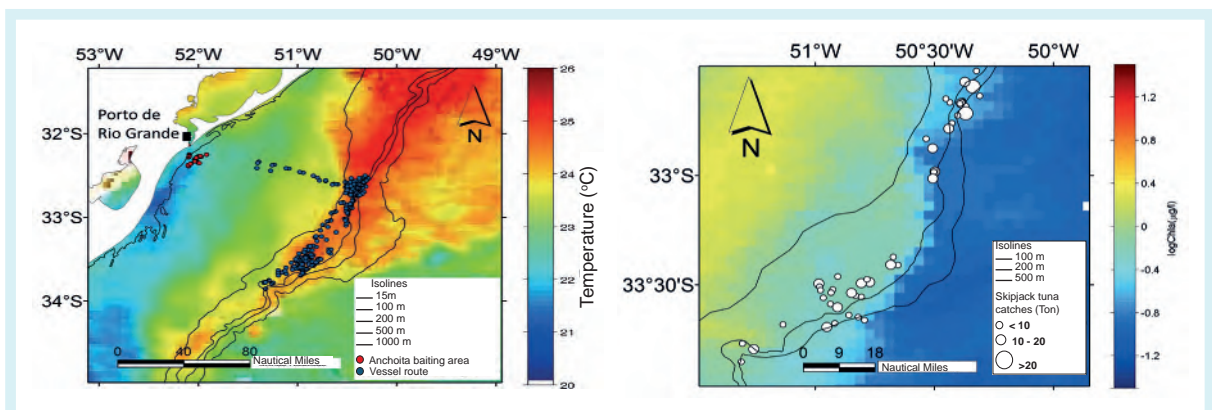 53°W 52°W 51°W 50°W 49°W
32°S
33°S
34°S
Porto de
Rio Grande
N
Isolines
15m
100 m
200 m
500 m
1000 m
Anchoita baiting area
Vessel route
0 40 80
Nautical Miles
26
25
24
23
22
21
20
Temperature (°C)
51°W 50°30'W 50°W
33°S
33°30'S
N
Isolines
100 m
200 m
500 m
Skipjack tuna
catches (Ton)
< 10
10 - 20
>20
0 9 18
Nautical Miles
1.2
0.8
0.4
0
-0.4
-0.8
-1.2
logChla(µg/l)